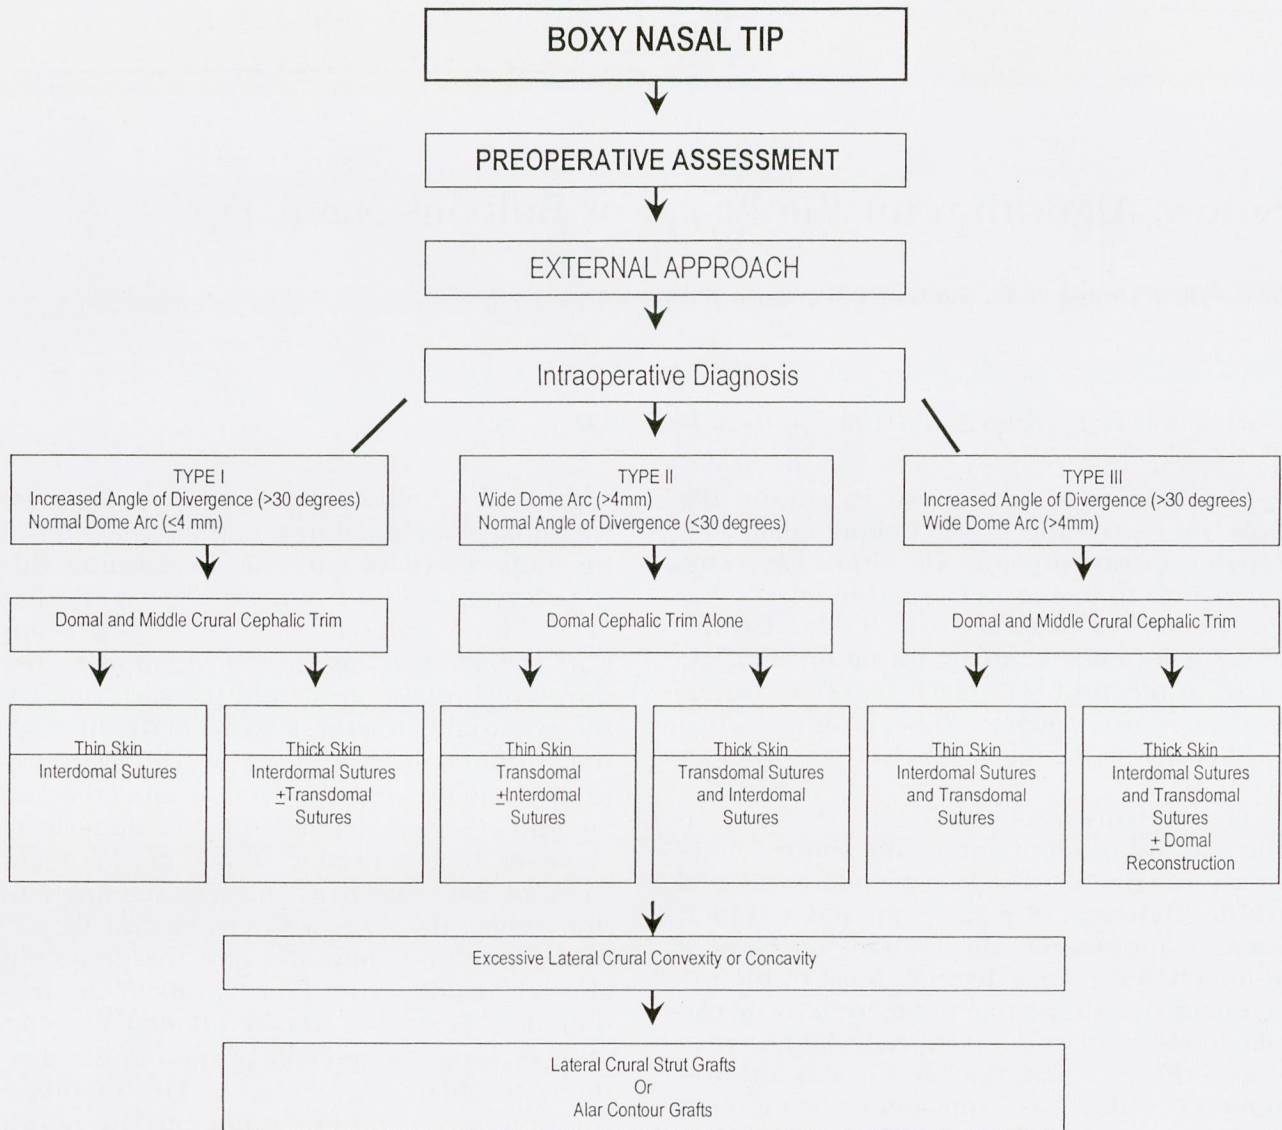 BOXY NASAL TIP
PREOPERATIVE ASSESSMENT
EXTERNAL APPROACH
Intraoperative Diagnosis
TYPE I
Increased Angle of Divergence (>30 degrees)
Normal Dome Arc (≤4 mm)
TYPE II
Wide Dome Arc (>4mm)
Normal Angle of Divergence (≤30 degrees)
TYPE III
Increased Angle of Divergence (>30 degrees)
Wide Dome Arc (>4mm)
Domal and Middle Crural Cephalic Trim
Domal Cephalic Trim Alone
Domal and Middle Crural Cephalic Trim
Thin Skin
Interdomal Sutures
Thick Skin
Interdormal Sutures
±Transdomal
Sutures
Thin Skin
Transdomal
±Interdomal
Sutures
Thick Skin
Transdomal Sutures
and Interdomal
Sutures
Thin Skin
Interdomal Sutures
and Transdomal
Sutures
Thick Skin
Interdomal Sutures
and Transdomal
Sutures
± Domal
Reconstruction
Excessive Lateral Crural Convexity or Concavity
Lateral Crural Strut Grafts
Or
Alar Contour Grafts